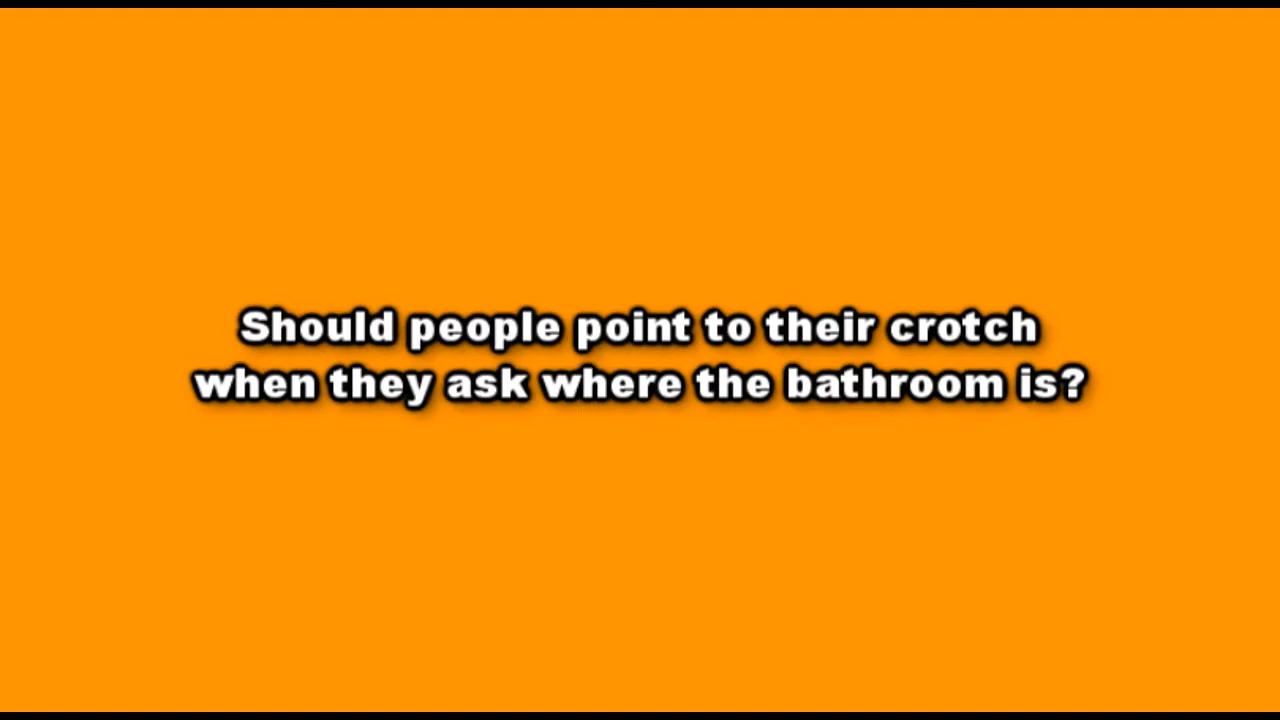 Should people point to their crotch
when they ask where the bathroom is?